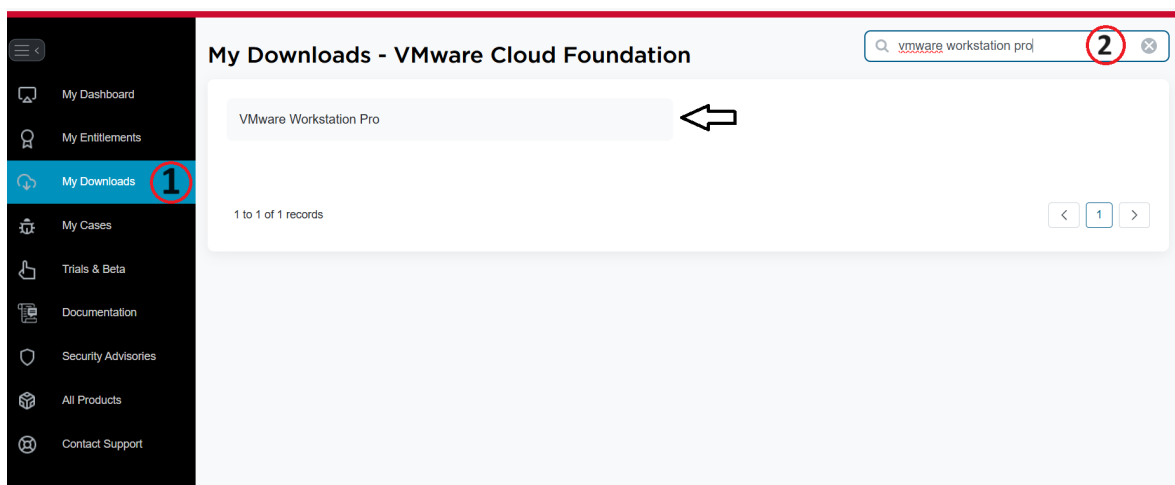 My Downloads - VMware Cloud Foundation
vmware workstation pro
2
My Dashboard
My Entitlements
My Downloads
1
My Cases
Trials & Beta
Documentation
Security Advisories
All Products
Contact Support
VMware Workstation Pro
1 to 1 of 1 records
1